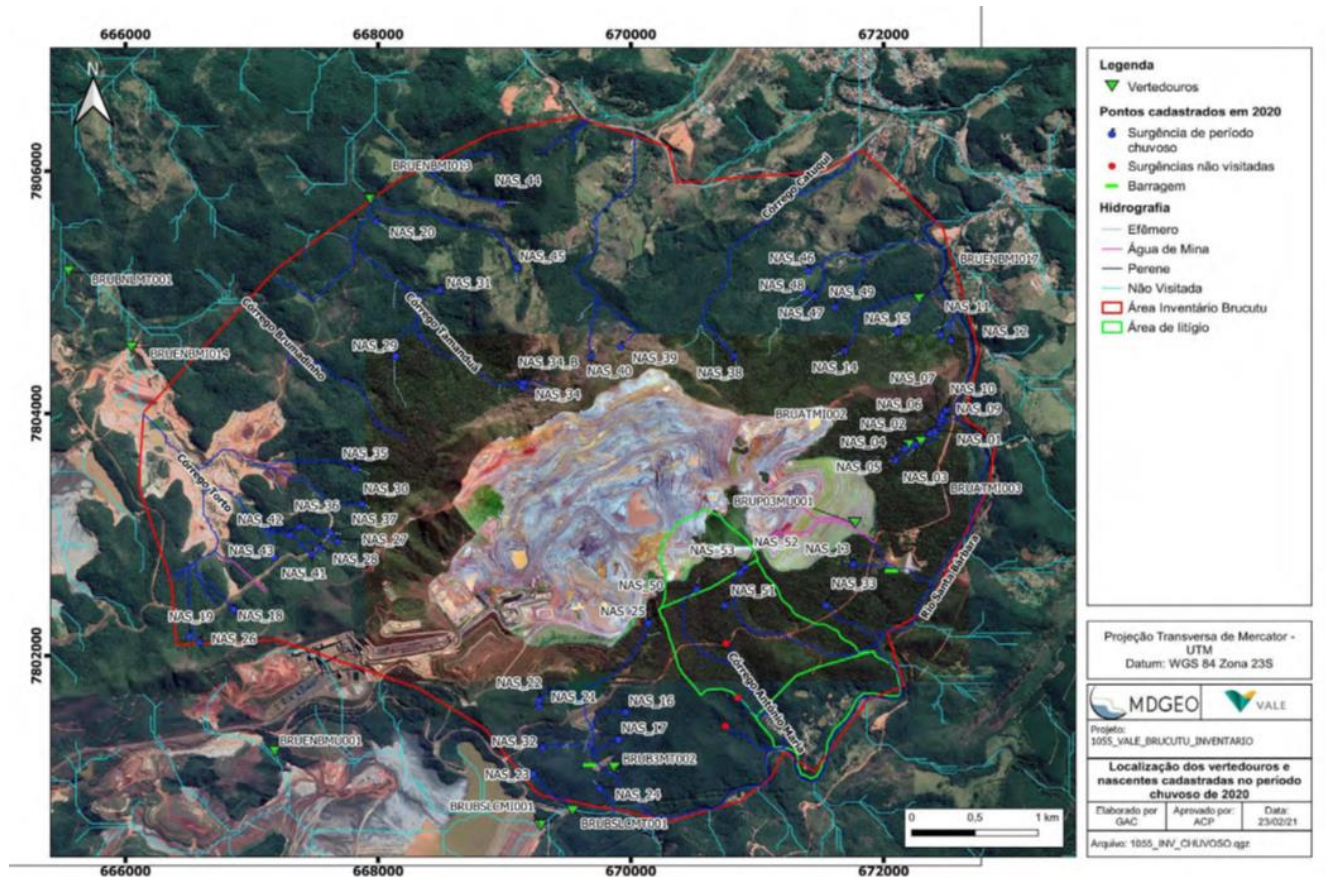 666000 668000 670000 672000
N
7806000
7804000
7802000
666000 668000 670000 672000
BRUENBMI013
NAS_44
Córrego Catuqui
NAS_20
NAS_45
NAS_46
BRUENBMI017
BRUBNLMT001
NAS_31
NAS_48
NAS_49
NAS_47
NAS_15
NAS_11
NAS_12
Córrego Brumadinho
Córrego Tamanduá
BRUENBMI014
NAS_29
NAS_34_B
NAS_39
NAS_40
NAS_38
NAS_14
NAS_34
NAS_07
NAS_10
NAS_06
NAS_09
BRUATMI002
NAS_02
NAS_04
NAS_01
NAS_05
NAS_03
BRUATMI003
NAS_35
Córrego Torto
NAS_30
BRUP03MU001
NAS_36
NAS_42
NAS_37
NAS_27
NAS_52
NAS_53
NAS_13
NAS_43
NAS_28
NAS_41
NAS_50
NAS_51
NAS_33
Rio Santa Bárbara
NAS_19
NAS_18
NAS_25
NAS_26
Córrego Antônio Maria
NAS_22
NAS_21
NAS_16
NAS_17
BRUENBMU001
NAS_32
BRUB3MT002
NAS_23
NAS_24
BRUBSLCMI001
BRUBSLCMT001
0 0,5 1 km
Legenda
Vertedouros
Pontos cadastrados em 2020
Surgência de período
chuvoso
Surgências não visitadas
Barragem
Hidrografia
Efêmero
Água de Mina
Perene
Não Visitada
Área Inventário Brucutu
Área de litígio
Projeção Transversa de Mercator -
UTM
Datum: WGS 84 Zona 23S
MDGEO VALE
Projeto:
1055_VALE_BRUCUTU_INVENTARIO
Localização dos vertedouros e
nascentes cadastradas no período
chuvoso de 2020
Elaborado por Aprovado por: Data:
GAC ACP 23/02/21
Arquivo: 1055_INV_CHUVOSO.qgz